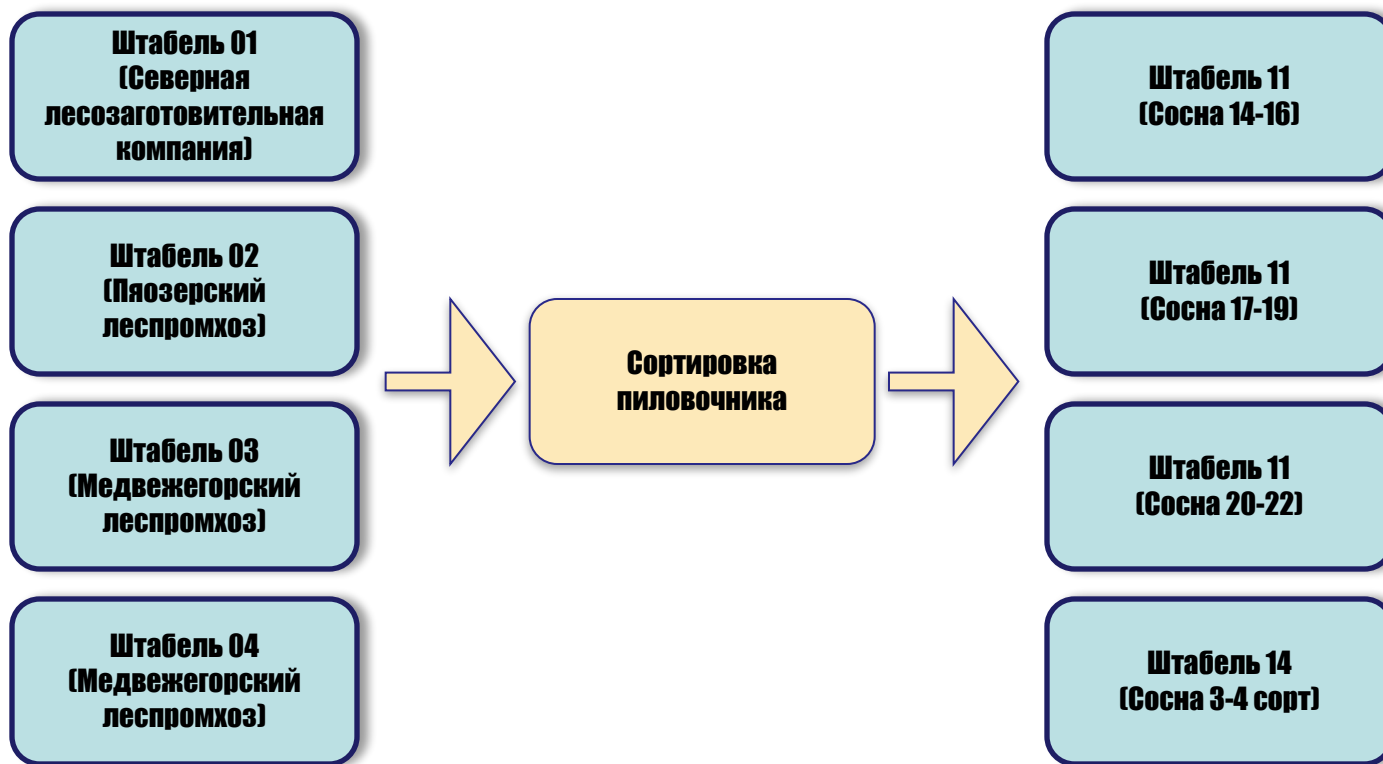 Штабель 01
(Северная
лесозаготовительная
компания)
Штабель 02
(Пяозерский
леспромхоз)
Штабель 03
(Медвежегорский
леспромхоз)
Штабель 04
(Медвежегорский
леспромхоз)
Сортировка
пиловочника
Штабель 11
(Сосна 14-16)
Штабель 11
(Сосна 17-19)
Штабель 11
(Сосна 20-22)
Штабель 14
(Сосна 3-4 сорт)